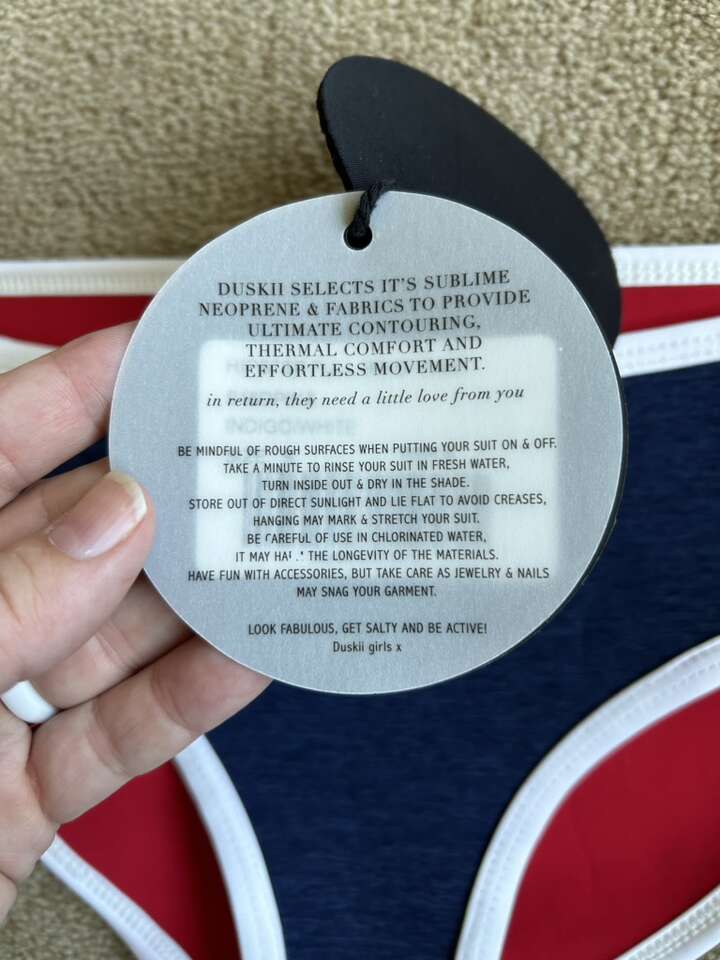 DUSKII SELECTS IT'S SUBLIME
NEOPRENE & FABRICS TO PROVIDE
ULTIMATE CONTOURING,
THERMAL COMFORT AND
EFFORTLESS MOVEMENT.
in return, they need a little love from you
INDIGO/WHITE
BE MINDFUL OF ROUGH SURFACES WHEN PUTTING YOUR SUIT ON & OFF.
TAKE A MINUTE TO RINSE YOUR SUIT IN FRESH WATER,
TURN INSIDE OUT & DRY IN THE SHADE.
STORE OUT OF DIRECT SUNLIGHT AND LIE FLAT TO AVOID CREASES,
HANGING MAY MARK & STRETCH YOUR SUIT.
BE CAREFUL OF USE IN CHLORINATED WATER,
IT MAY THE LONGEVITY OF THE MATERIALS.
HAVE FUN WITH ACCESSORIES, BUT TAKE CARE AS JEWELRY & NAILS
MAY SNAG YOUR GARMENT.
LOOK FABULOUS, GET SALTY AND BE ACTIVE!
Duskii girls x